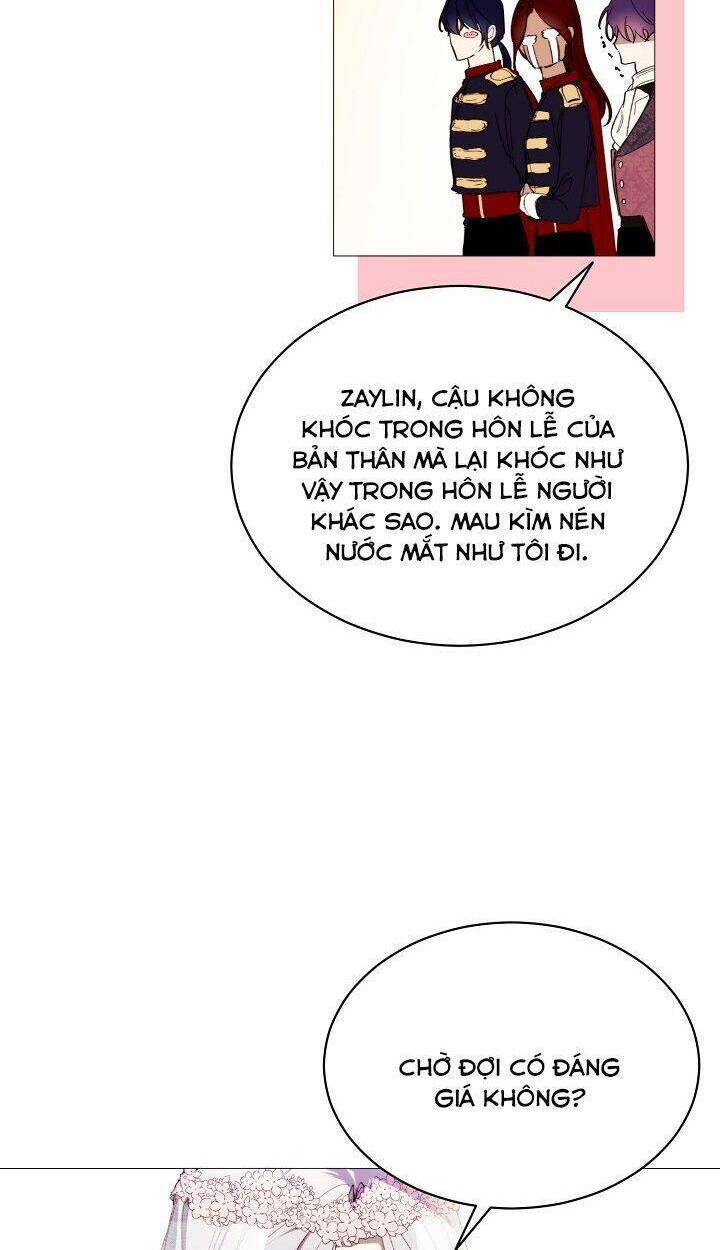 ZAYLIN, CẬU KHÔNG
KHÓC TRONG HÔN LỄ CỦA
BẢN THÂN MÀ LẠI KHÓC NHƯ
VẬY TRONG HÔN LỄ NGƯỜI
KHÁC SAO. MAU KÌM NÉN
NƯỚC MẮT NHƯ TÔI ĐI.
CHỜ ĐỢI CÓ ĐÁNG
GIÁ KHÔNG?